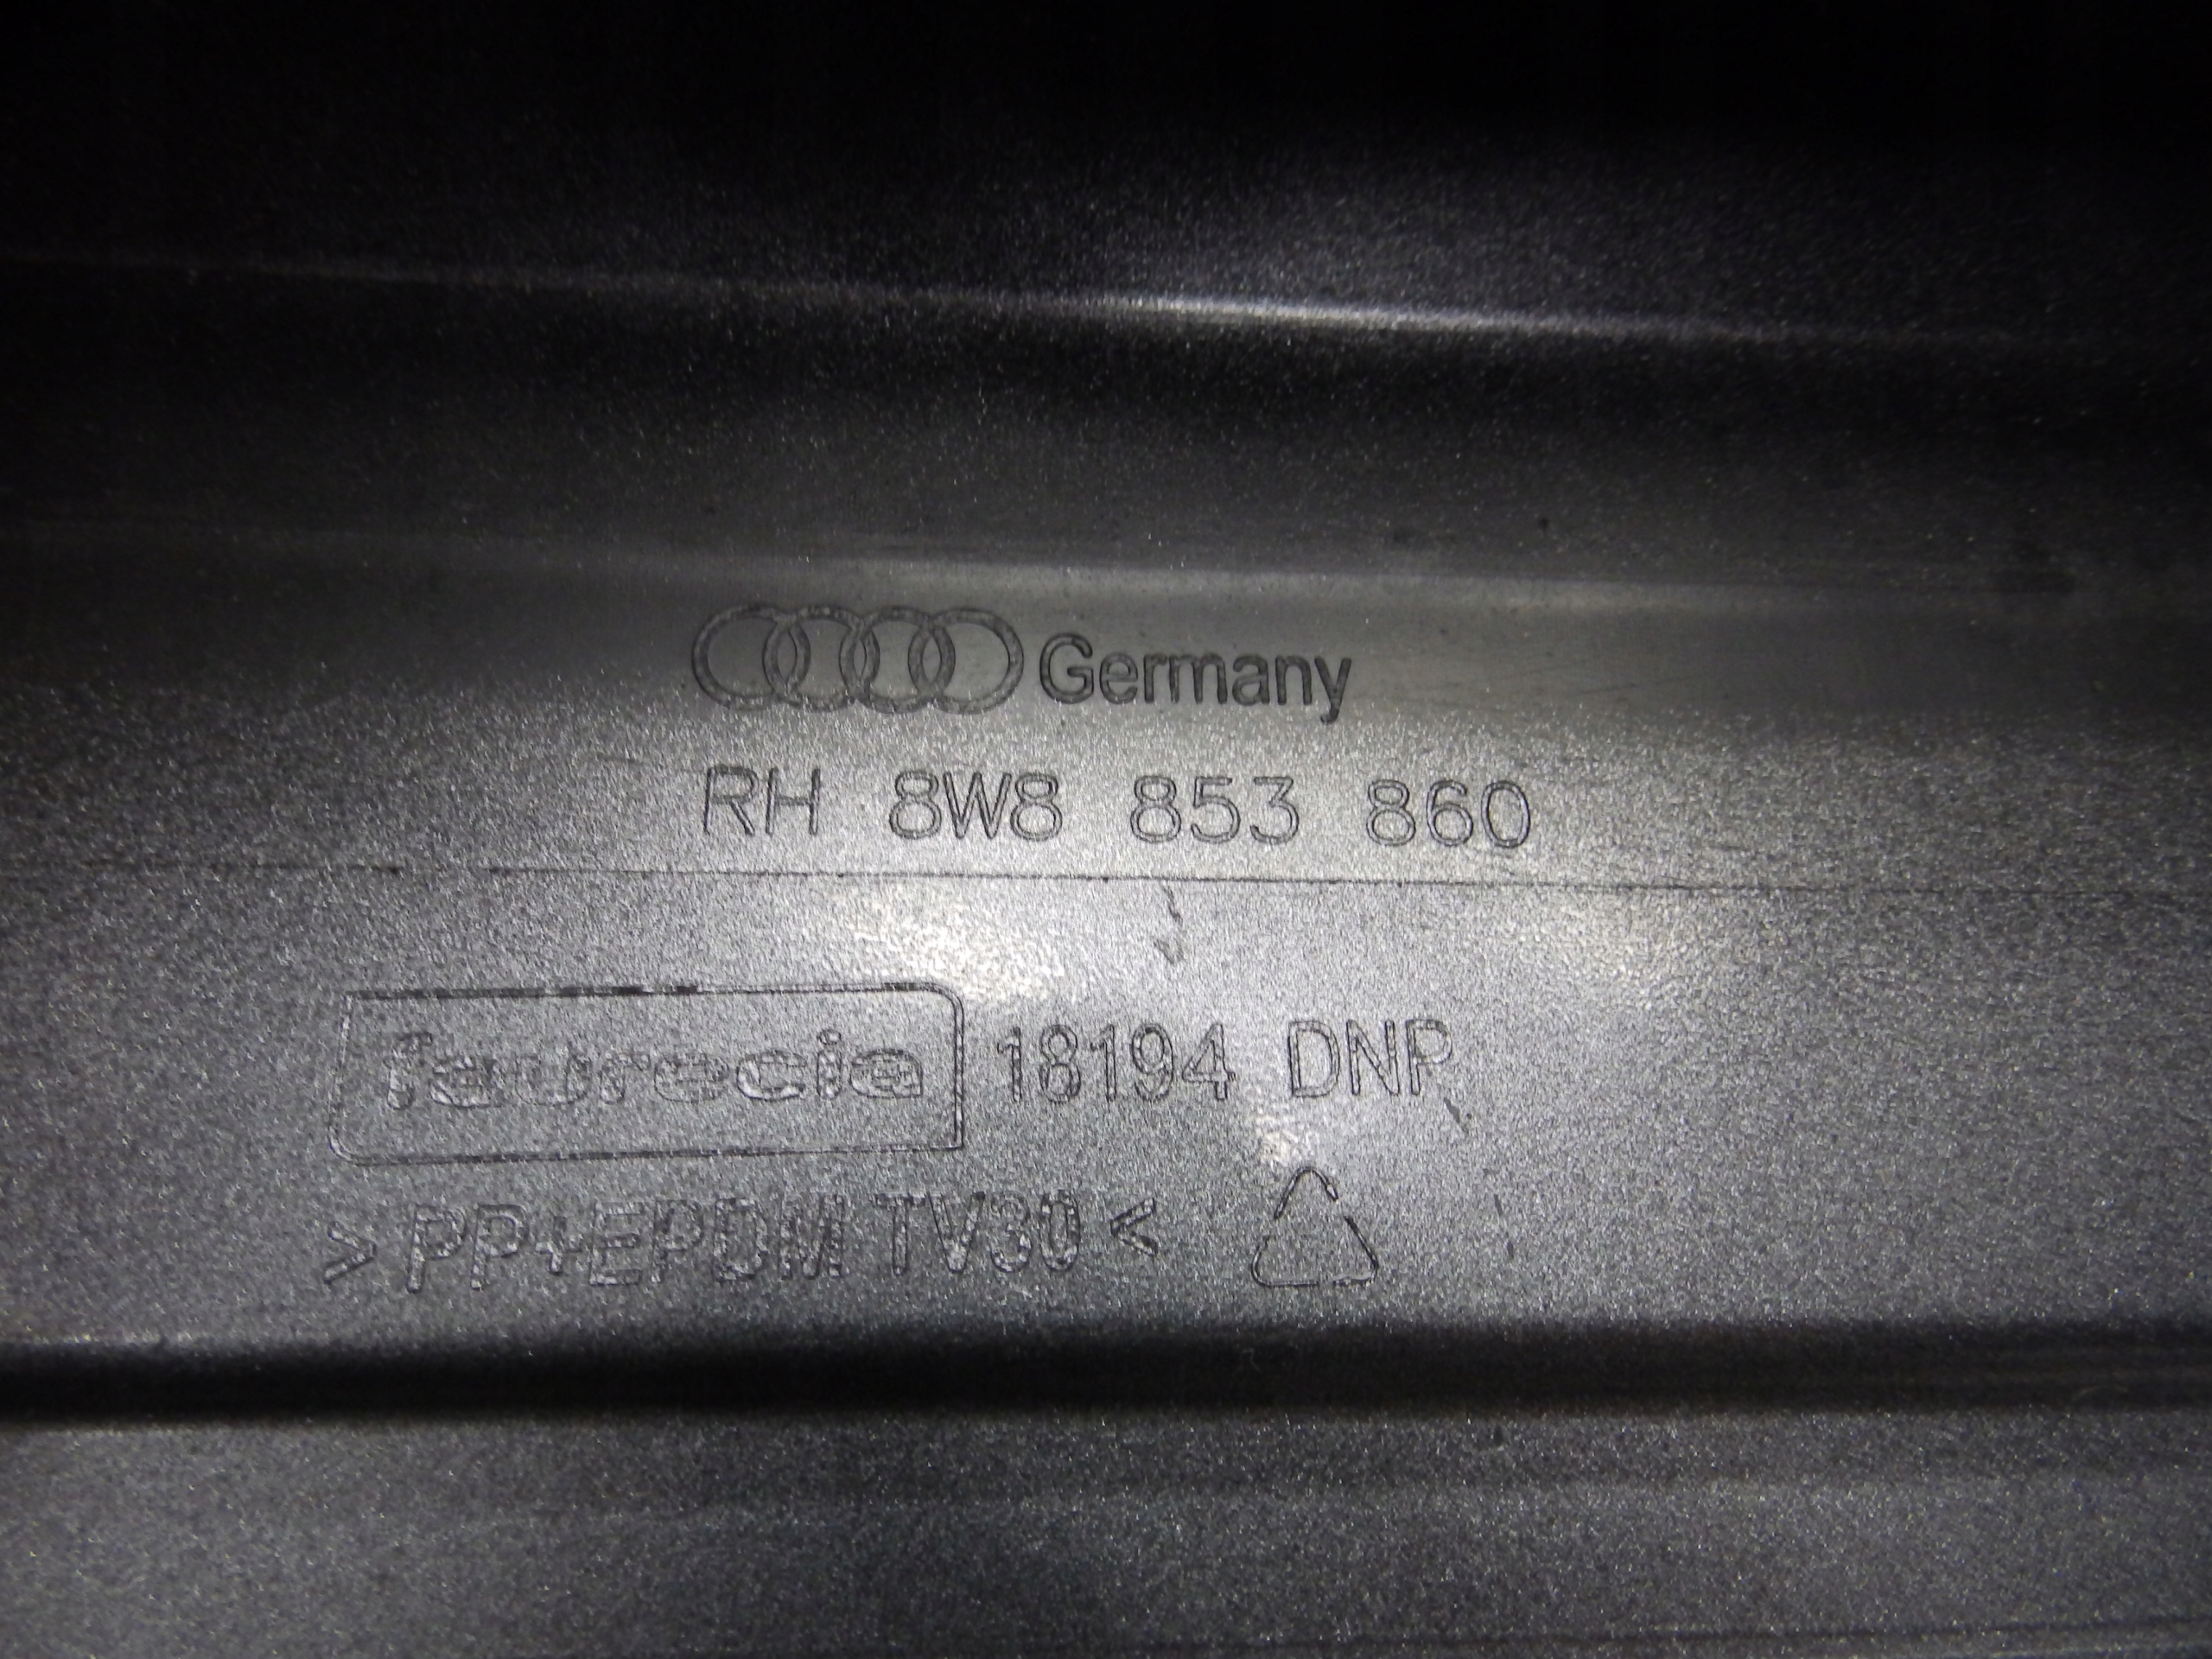 Germany
RH 8W8 853 860
faurecia 18194 DNP
>PP+EPDM TV30<